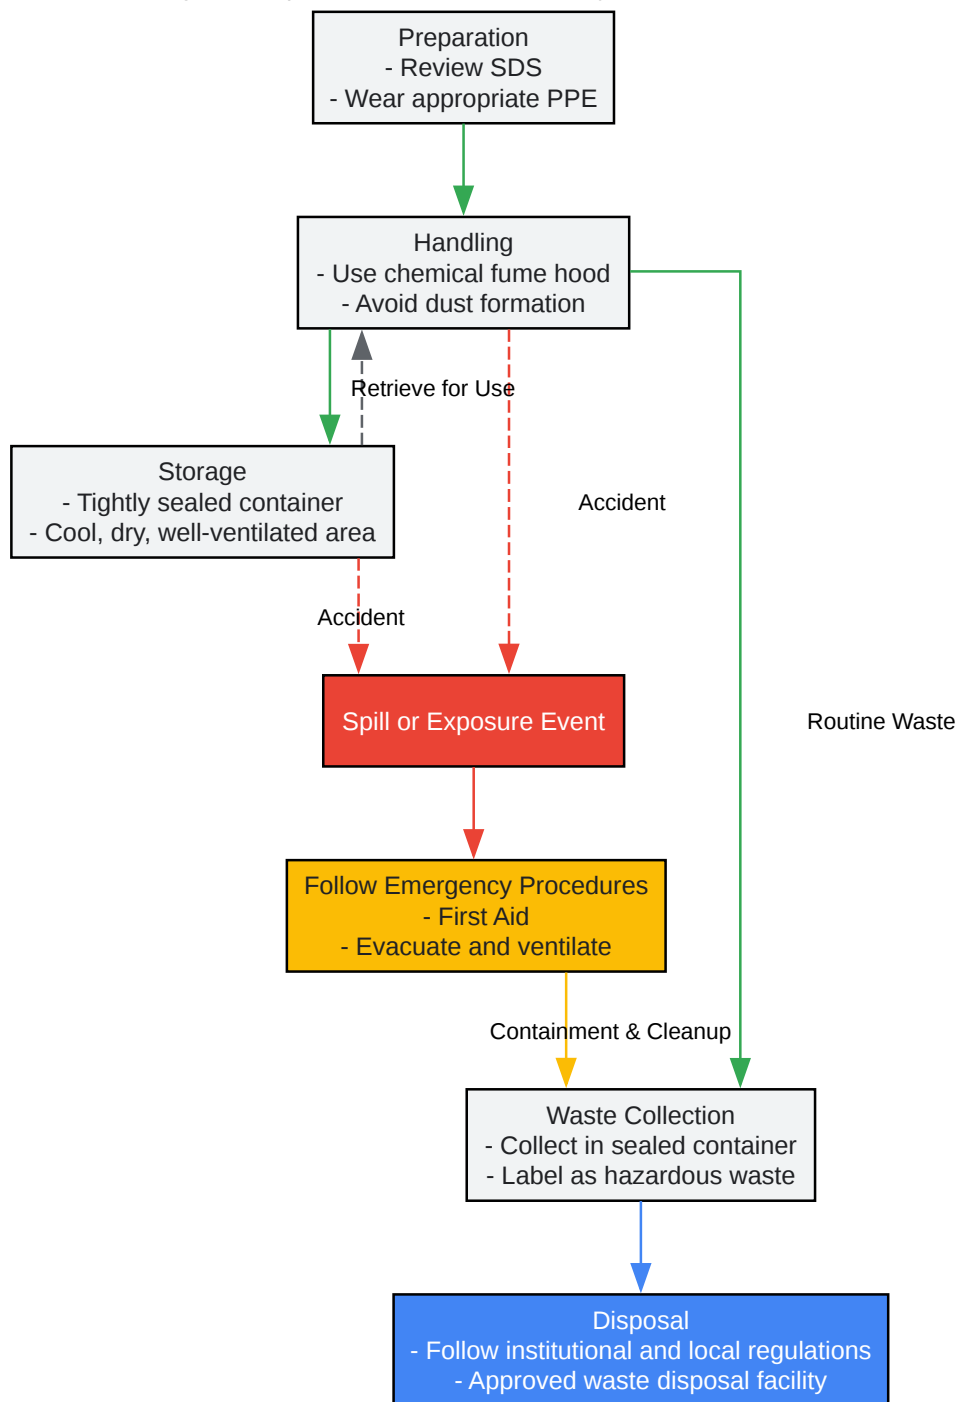 Preparation
- Review SDS
- Wear appropriate PPE
Handling
- Use chemical fume hood
- Avoid dust formation
Retrieve for Use
Storage
- Tightly sealed container
- Cool, dry, well-ventilated area
Accident
Accident
Spill or Exposure Event
Routine Waste
Follow Emergency Procedures
- First Aid
- Evacuate and ventilate
Containment & Cleanup
Waste Collection
- Collect in sealed container
- Label as hazardous waste
Disposal
- Follow institutional and local regulations
- Approved waste disposal facility